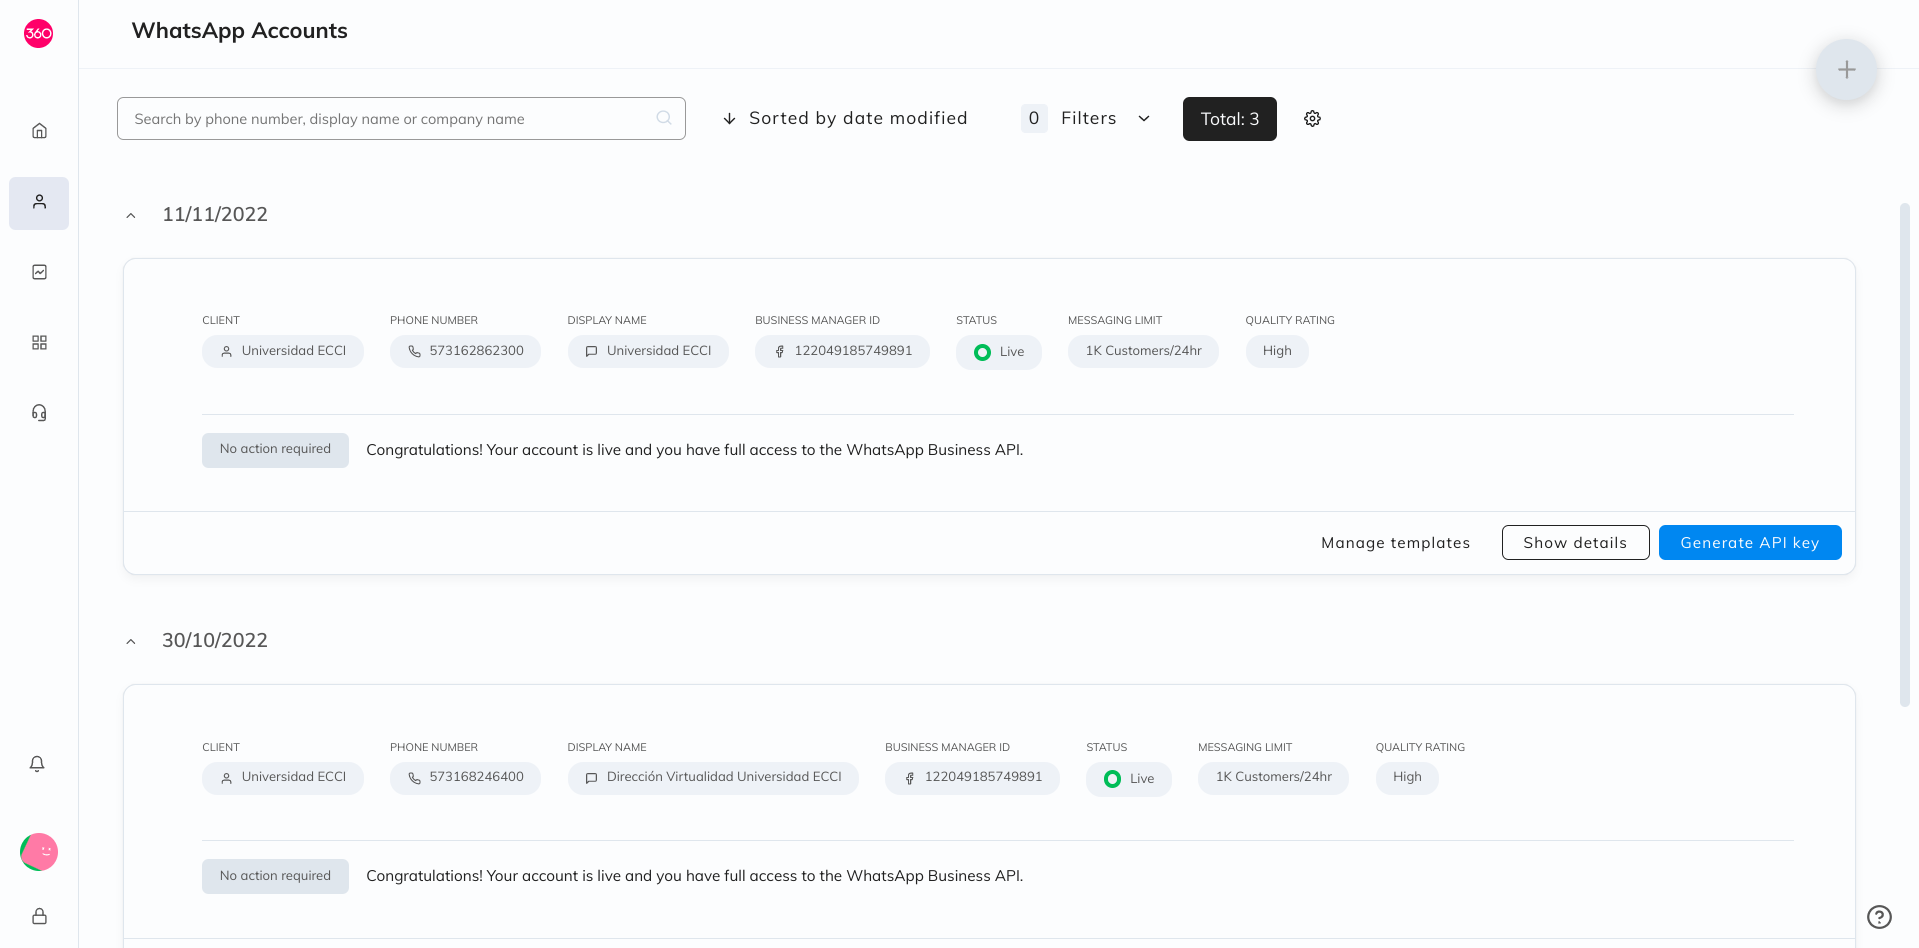 360
WhatsApp Accounts
Search by phone number, display name or company name
Sorted by date modified
0 Filters
Total: 3
11/11/2022
CLIENT PHONE NUMBER DISPLAY NAME BUSINESS MANAGER ID STATUS MESSAGING LIMIT QUALITY RATING
Universidad ECCI 573162862300 Universidad ECCI 122049185749891 Live 1K Customers/24hr High
No action required Congratulations! Your account is live and you have full access to the WhatsApp Business API.
Manage templates Show details Generate API key
30/10/2022
CLIENT PHONE NUMBER DISPLAY NAME BUSINESS MANAGER ID STATUS MESSAGING LIMIT QUALITY RATING
Universidad ECCI 573168246400 Dirección Virtualidad Universidad ECCI 122049185749891 Live 1K Customers/24hr High
No action required Congratulations! Your account is live and you have full access to the WhatsApp Business API.